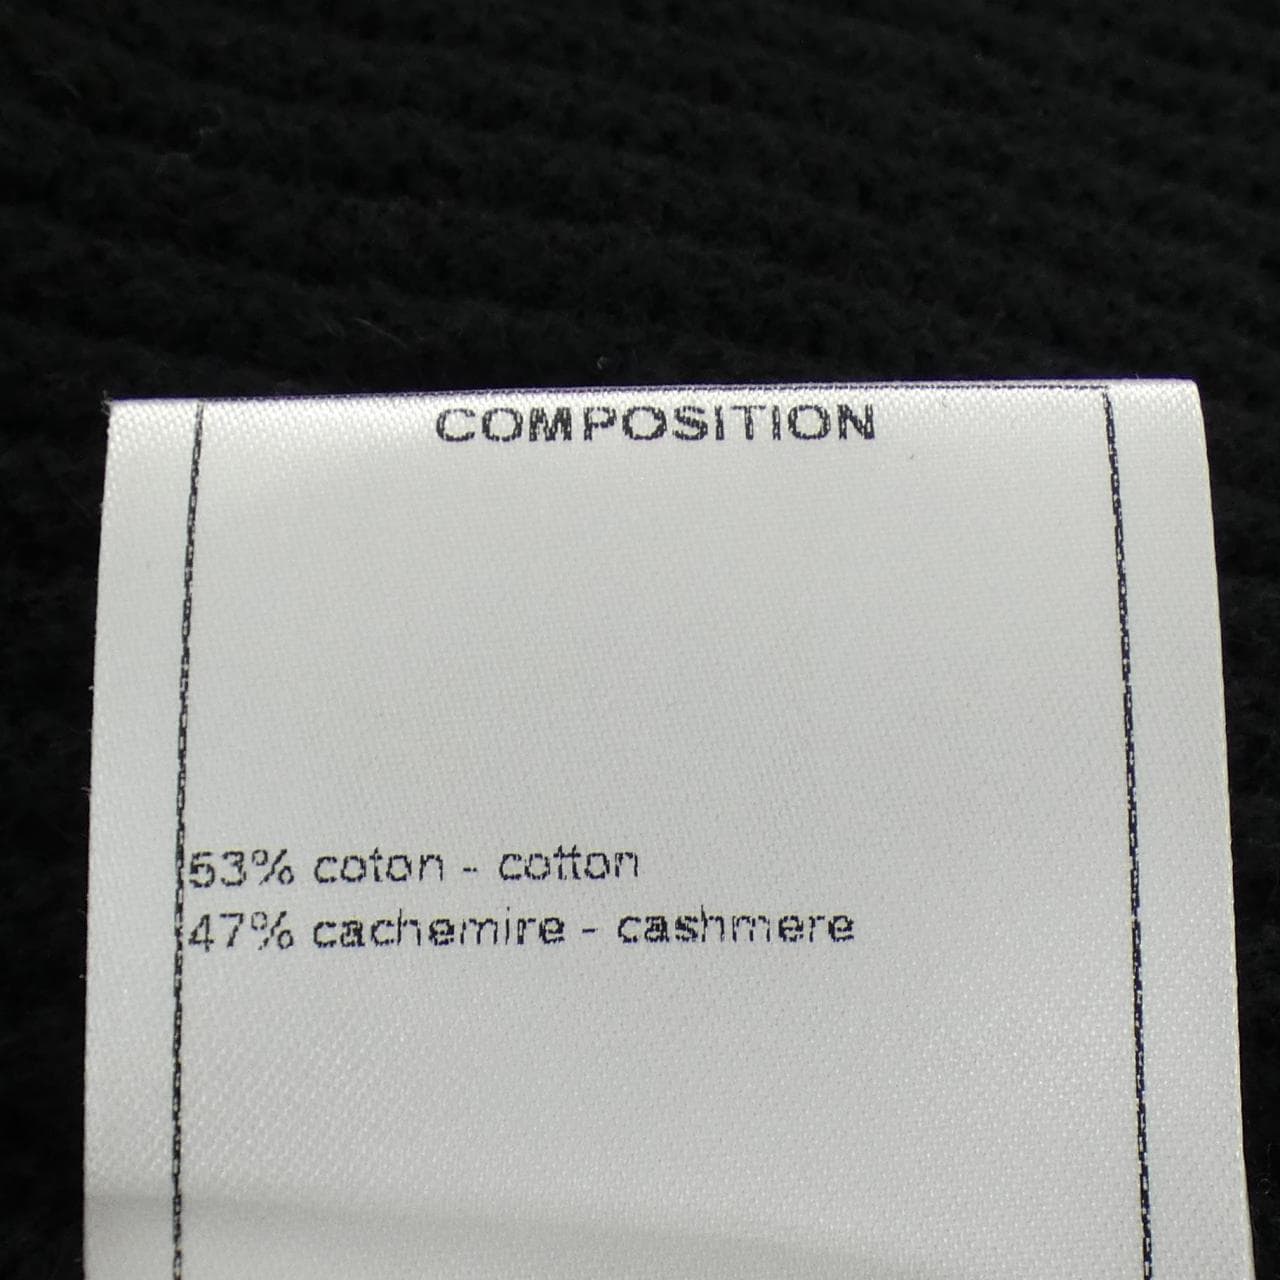 COMPOSITION
53% coton - cotton
47% cachemire - cashmere